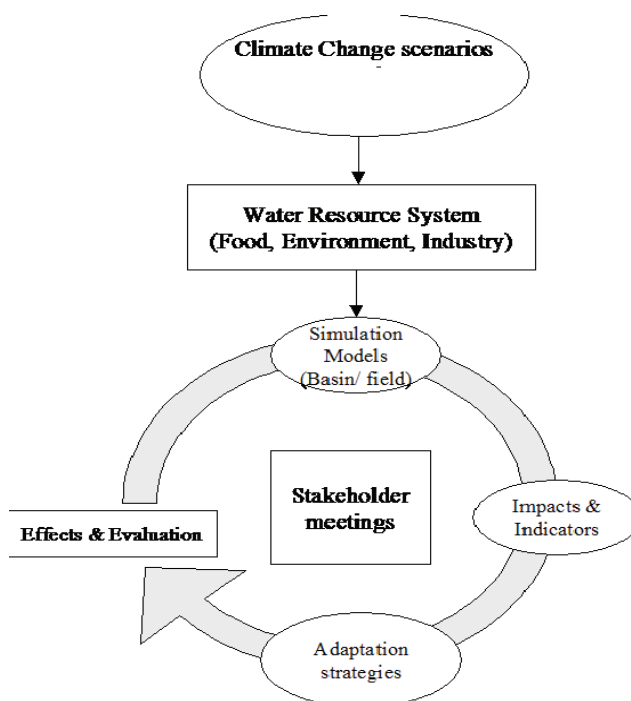 Climate Change scenarios
Water Resource System
(Food, Environment, Industry)
Simulation
Models
(Basin/ field)
Impacts &
Indicators
Stakeholder
meetings
Effects & Evaluation
Adaptation
strategies